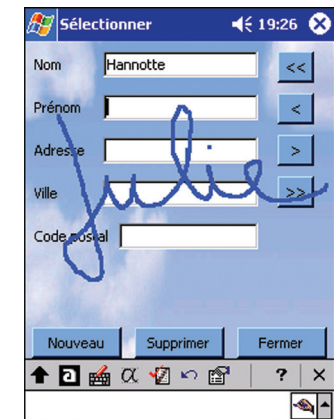 Sélectionner 19:26
Nom Hannotte <<
Prénom <
Adresse >
Ville >>
Code postal
Julie
Nouveau Supprimer Fermer
a α ? ×